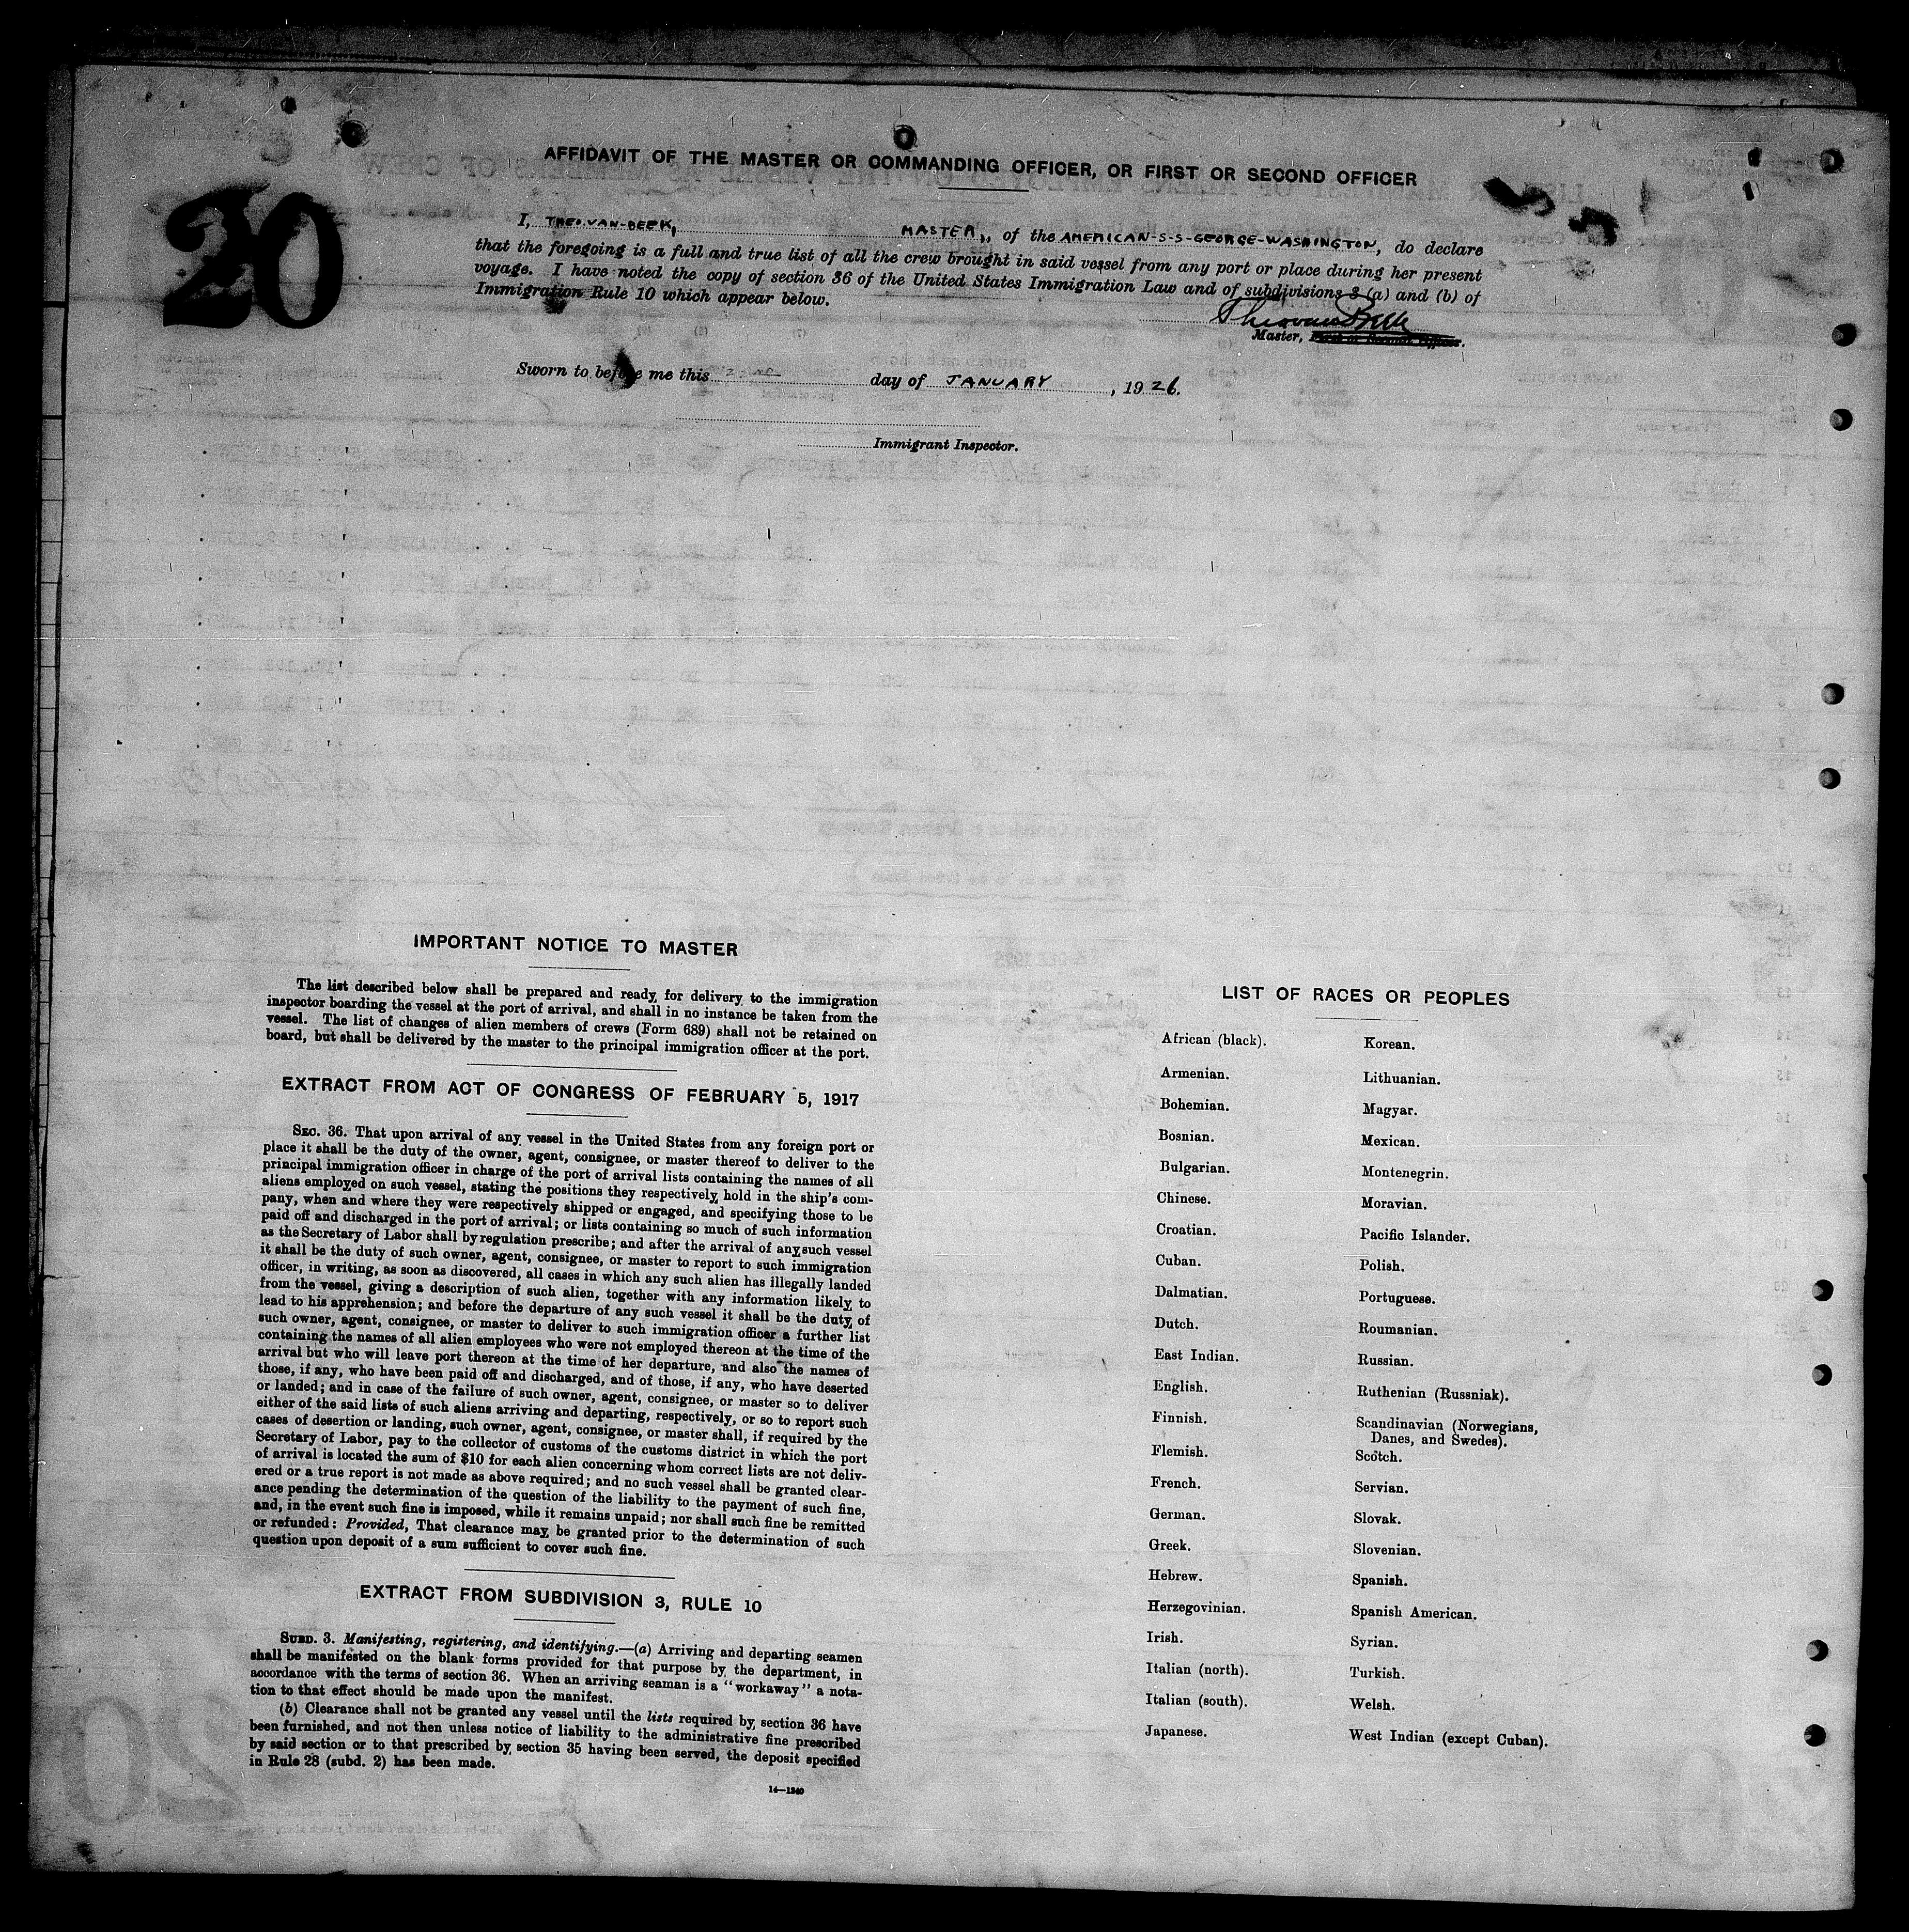 AFFIDAVIT OF THE MASTER OR COMMANDING OFFICER, OR FIRST OR SECOND OFFICER
20
I, THEO.VAN-BEEK, MASTER,, of the AMERICAN-S-S-GEORGE-WASHINGTON, do declare
that the foregoing is a full and true list of all the crew brought in said vessel from any port or place during her present
voyage. I have noted the copy of section 36 of the United States Immigration Law and of subdivisions 3 (a) and (b) of
Immigration Rule 10 which appear below.
Theo van Beek
Master, First or Second Officer.
Sworn to before me this 22ND day of JANUARY, 1926.
Immigrant Inspector.
IMPORTANT NOTICE TO MASTER
The list described below shall be prepared and ready for delivery to the immigration
inspector boarding the vessel at the port of arrival, and shall in no instance be taken from the
vessel. The list of changes of alien members of crews (Form 689) shall not be retained on
board, but shall be delivered by the master to the principal immigration officer at the port.
EXTRACT FROM ACT OF CONGRESS OF FEBRUARY 5, 1917
SEC. 36. That upon arrival of any vessel in the United States from any foreign port or
place it shall be the duty of the owner, agent, consignee, or master thereof to deliver to the
principal immigration officer in charge of the port of arrival lists containing the names of all
aliens employed on such vessel, stating the positions they respectively hold in the ship's com-
pany, when and where they were respectively shipped or engaged, and specifying those to be
paid off and discharged in the port of arrival; or lists containing so much of such information
as the Secretary of Labor shall by regulation prescribe; and after the arrival of any such vessel
it shall be the duty of such owner, agent, consignee, or master to report to such immigration
officer, in writing, as soon as discovered, all cases in which any such alien has illegally landed
from the vessel, giving a description of such alien, together with any information likely to
lead to his apprehension; and before the departure of any such vessel it shall be the duty of
such owner, agent, consignee, or master to deliver to such immigration officer a further list
containing the names of all alien employees who were not employed thereon at the time of the
arrival but who will leave port thereon at the time of her departure, and also the names of
those, if any, who have been paid off and discharged, and of those, if any, who have deserted
or landed; and in case of the failure of such owner, agent, consignee, or master so to deliver
either of the said lists of such aliens arriving and departing, respectively, or so to report such
cases of desertion or landing, such owner, agent, consignee, or master shall, if required by the
Secretary of Labor, pay to the collector of customs of the customs district in which the port
of arrival is located the sum of $10 for each alien concerning whom correct lists are not deliv-
ered or a true report is not made as above required; and no such vessel shall be granted clear-
ance pending the determination of the question of the liability to the payment of such fine,
and, in the event such fine is imposed, while it remains unpaid; nor shall such fine be remitted
or refunded: Provided, That clearance may be granted prior to the determination of such
question upon deposit of a sum sufficient to cover such fine.
EXTRACT FROM SUBDIVISION 3, RULE 10
SUBD. 3. Manifesting, registering, and identifying.—(a) Arriving and departing seamen
shall be manifested on the blank forms provided for that purpose by the department, in
accordance with the terms of section 36. When an arriving seaman is a "workaway" a nota-
tion to that effect should be made upon the manifest.
(b) Clearance shall not be granted any vessel until the lists required by section 36 have
been furnished, and not then unless notice of liability to the administrative fine prescribed
by said section or to that prescribed by section 35 having been served, the deposit specified
in Rule 28 (subd. 2) has been made.
14—1240
LIST OF RACES OR PEOPLES
African (black).
Armenian.
Bohemian.
Bosnian.
Bulgarian.
Chinese.
Croatian.
Cuban.
Dalmatian.
Dutch.
East Indian.
English.
Finnish.
Flemish.
French.
German.
Greek.
Hebrew.
Herzegovinian.
Irish.
Italian (north).
Italian (south).
Japanese.
Korean.
Lithuanian.
Magyar.
Mexican.
Montenegrin.
Moravian.
Pacific Islander.
Polish.
Portuguese.
Roumanian.
Russian.
Ruthenian (Russniak).
Scandinavian (Norwegians,
Danes, and Swedes).
Scotch.
Servian.
Slovak.
Slovenian.
Spanish.
Spanish American.
Syrian.
Turkish.
Welsh.
West Indian (except Cuban).